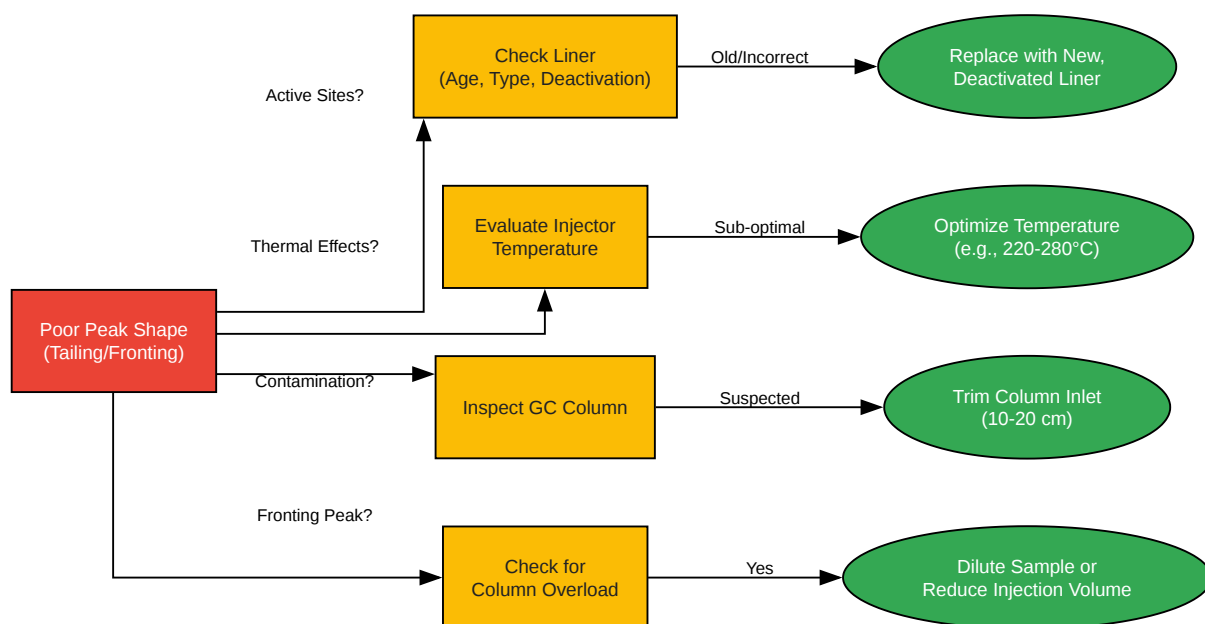 Check Liner
(Age, Type, Deactivation)
Old/Incorrect
Replace with New,
Deactivated Liner
Active Sites?
Thermal Effects?
Evaluate Injector
Temperature
Sub-optimal
Optimize Temperature
(e.g., 220-280°C)
Poor Peak Shape
(Tailing/Fronting)
Contamination?
Inspect GC Column
Suspected
Trim Column Inlet
(10-20 cm)
Fronting Peak?
Check for
Column Overload
Yes
Dilute Sample or
Reduce Injection Volume